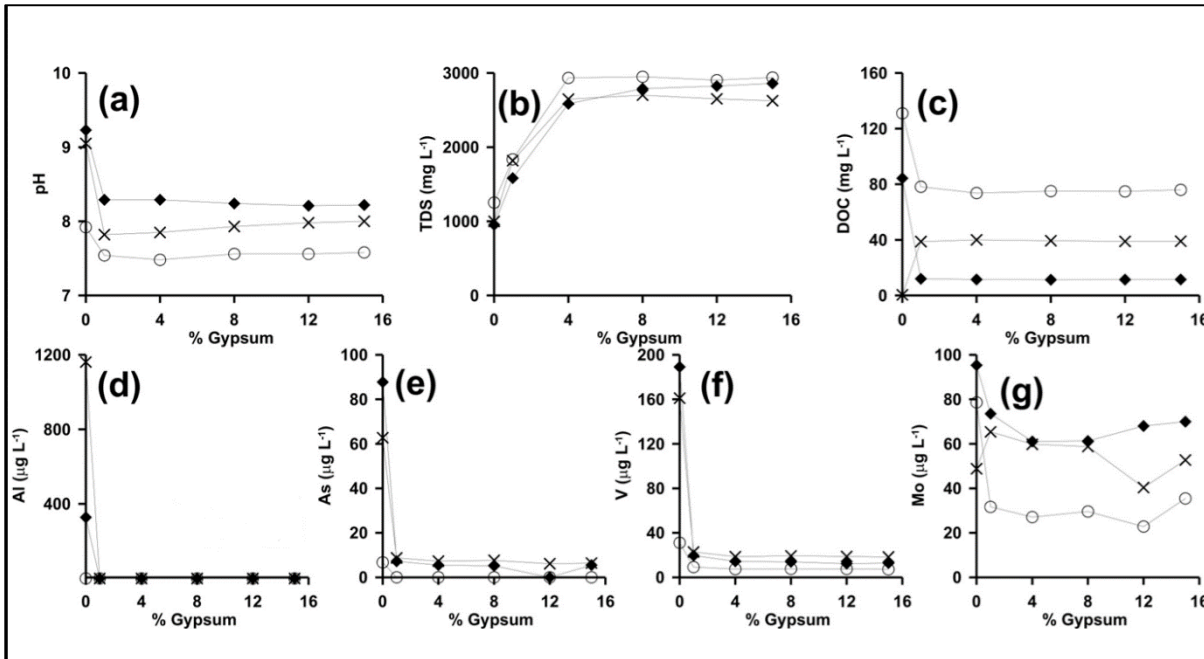 (a)
pH
10
9
8
7
0 4 8 12 16
% Gypsum
(b)
TDS (mg L⁻¹)
3000
2000
1000
0
0 4 8 12 16
% Gypsum
(c)
DOC (mg L⁻¹)
160
120
80
40
0
0 4 8 12 16
% Gypsum
(d)
Al (μg L⁻¹)
1200
800
400
0 4 8 12 16
% Gypsum
(e)
As (μg L⁻¹)
100
80
60
40
20
0
0 4 8 12 16
% Gypsum
(f)
V (μg L⁻¹)
200
160
120
80
40
0
0 4 8 12 16
% Gypsum
(g)
Mo (μg L⁻¹)
100
80
60
40
20
0
0 4 8 12 16
% Gypsum